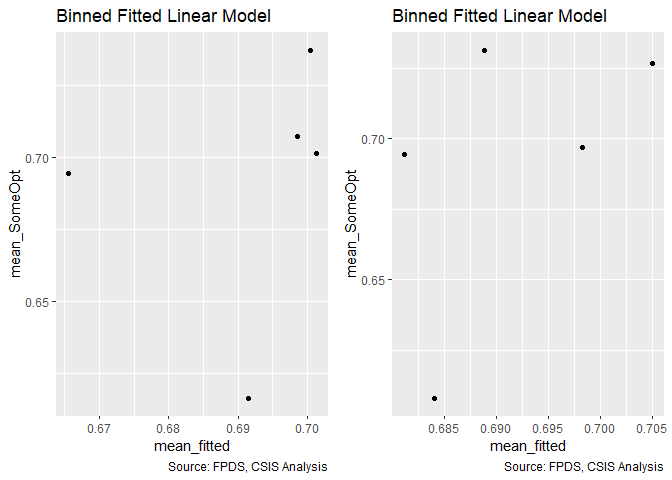 Binned Fitted Linear Model
mean_SomeOpt
0.70
0.65
0.67 0.68 0.69 0.70
mean_fitted
Source: FPDS, CSIS Analysis
Binned Fitted Linear Model
mean_SomeOpt
0.70
0.65
0.685 0.690 0.695 0.700 0.705
mean_fitted
Source: FPDS, CSIS Analysis